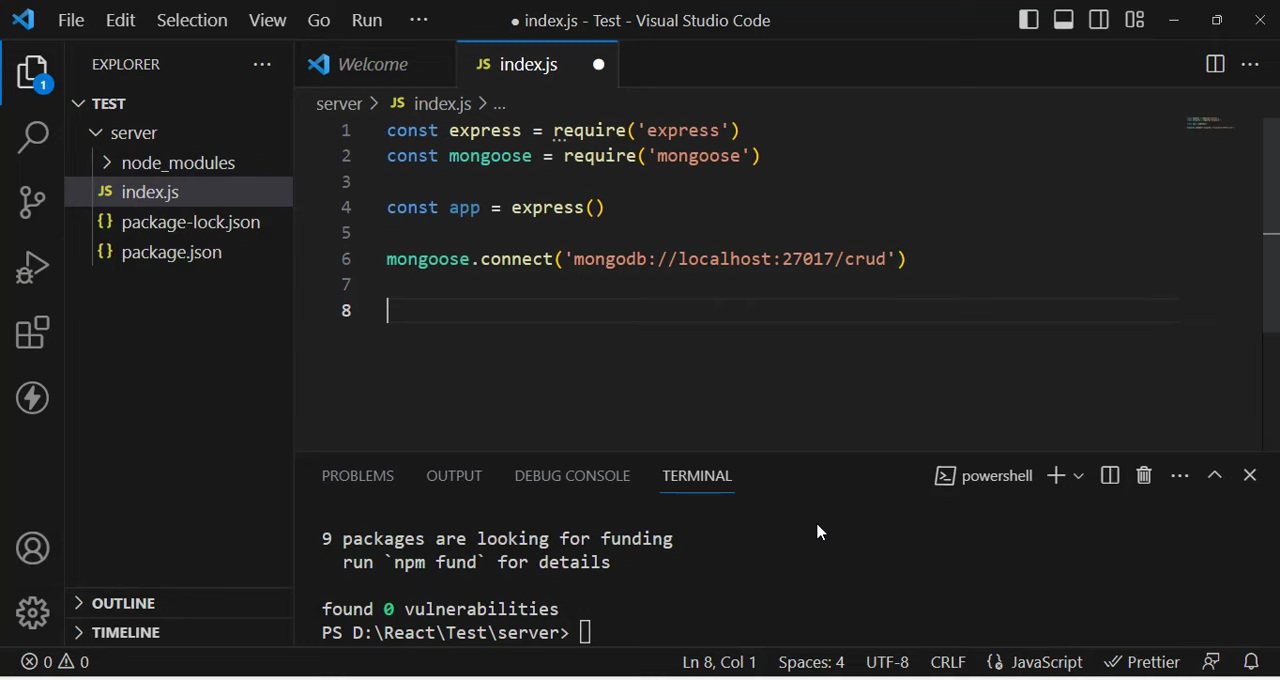 File Edit Selection View Go Run ··· ● index.js - Test - Visual Studio Code
EXPLORER ···
1
TEST
server
node_modules
JS index.js
{} package-lock.json
{} package.json
OUTLINE
TIMELINE
Welcome JS index.js ●
server > JS index.js > ...
1 const express = require('express')
2 const mongoose = require('mongoose')
3
4 const app = express()
5
6 mongoose.connect('mongodb://localhost:27017/crud')
7
8
PROBLEMS OUTPUT DEBUG CONSOLE TERMINAL powershell
9 packages are looking for funding
run `npm fund` for details
found 0 vulnerabilities
PS D:\React\Test\server>
0 0 Ln 8, Col 1 Spaces: 4 UTF-8 CRLF {} JavaScript Prettier